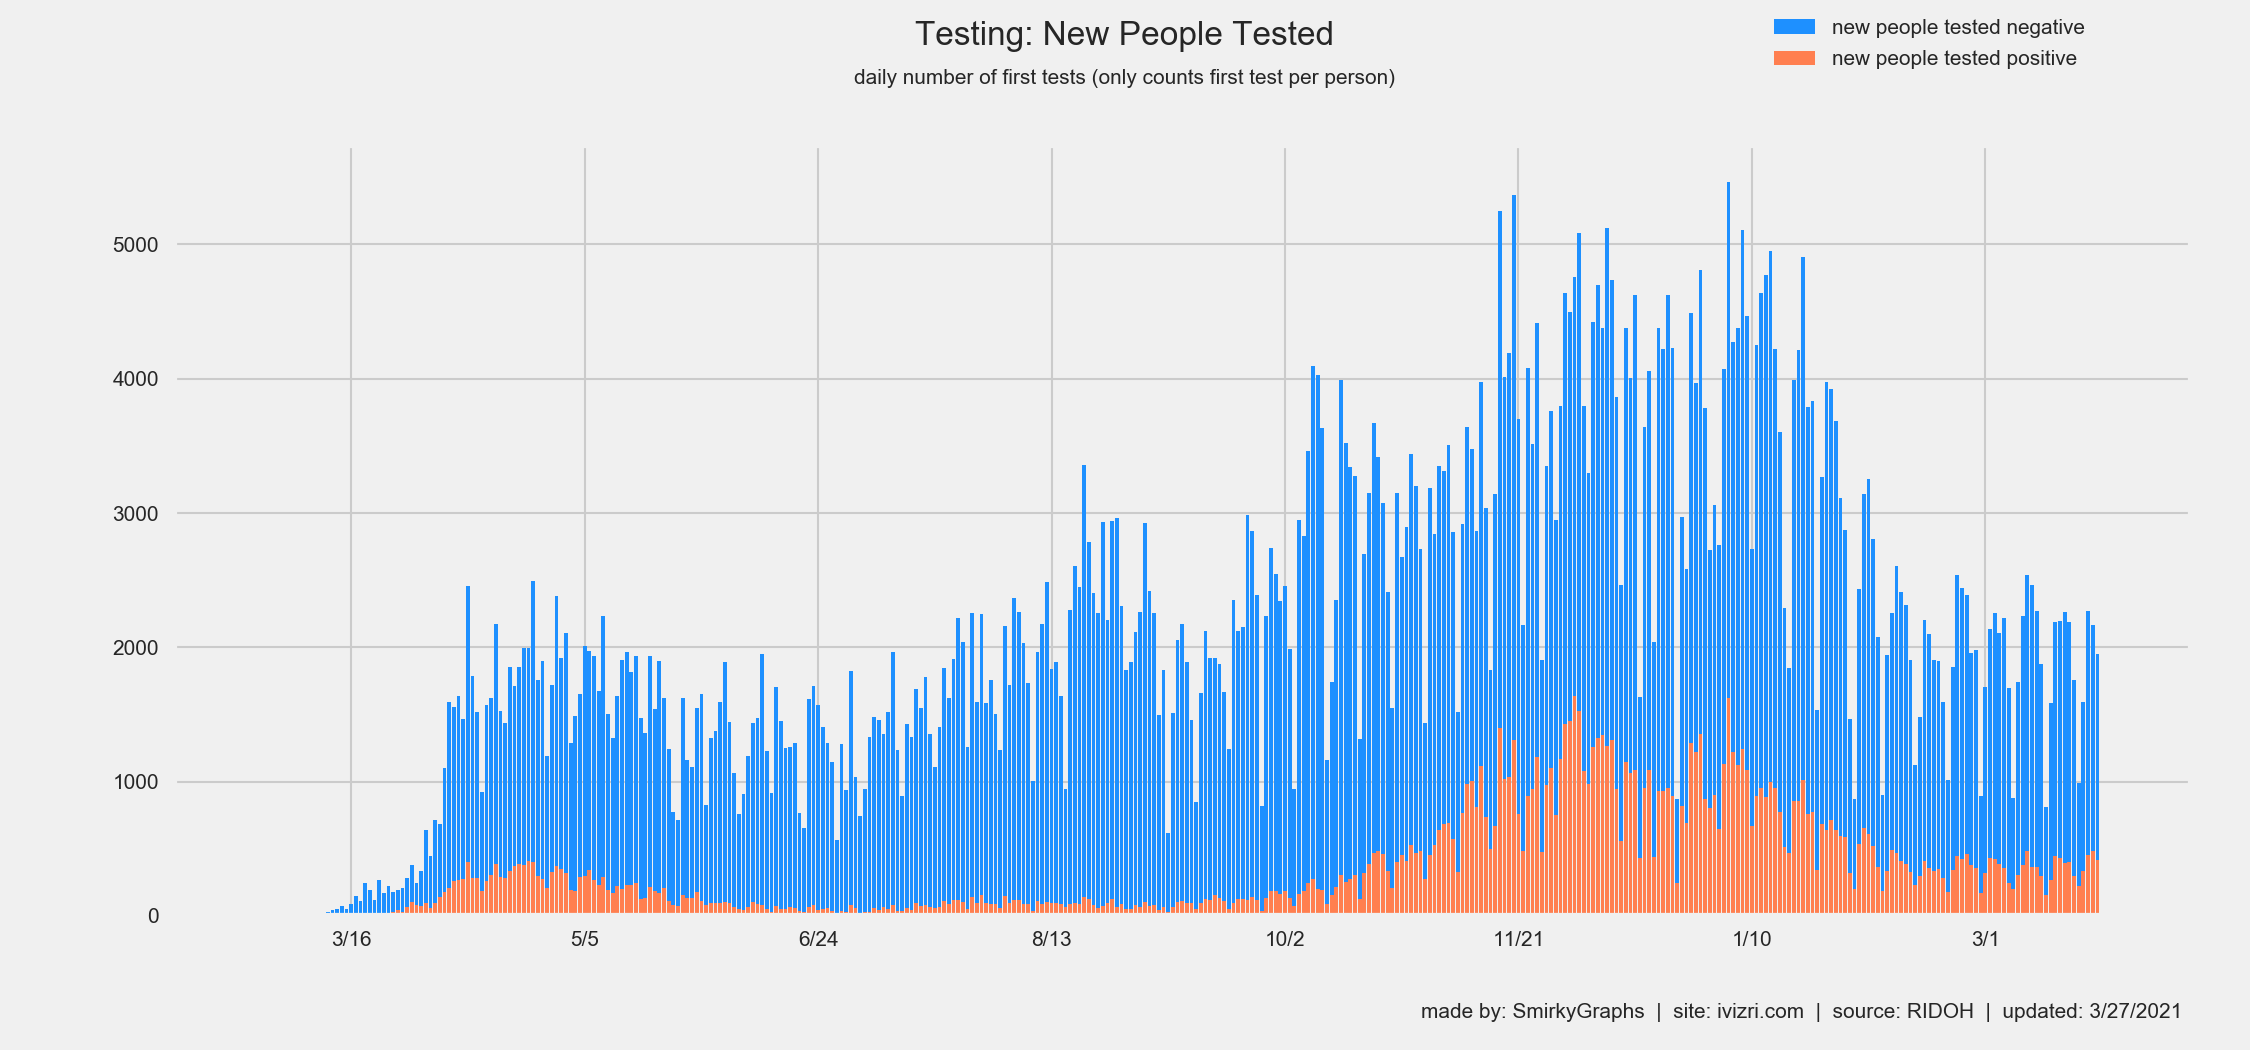 Testing: New People Tested
daily number of first tests (only counts first test per person)
new people tested negative
new people tested positive
5000
4000
3000
2000
1000
0
3/16 5/5 6/24 8/13 10/2 11/21 1/10 3/1
made by: SmirkyGraphs | site: ivizri.com | source: RIDOH | updated: 3/27/2021